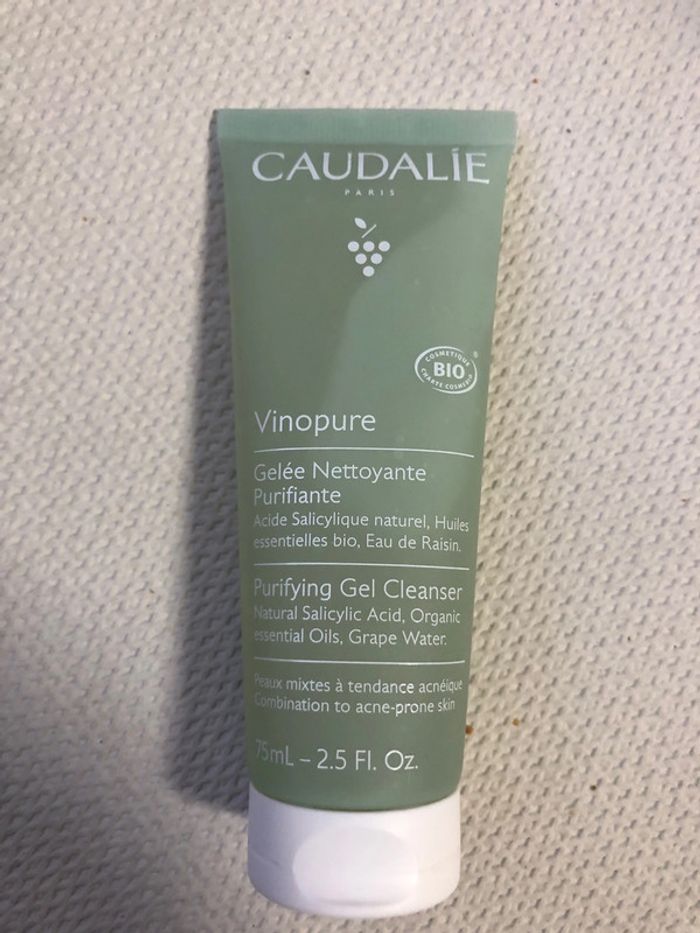 CAUDALÍE
PARIS
COSMETIQUE
BIO
CHARTE COSMEBIO
®
Vinopure
Gelée Nettoyante
Purifiante
Acide Salicylique naturel, Huiles
essentielles bio, Eau de Raisin.
Purifying Gel Cleanser
Natural Salicylic Acid, Organic
essential Oils, Grape Water.
Peaux mixtes à tendance acnéique
Combination to acne-prone skin
75mL – 2.5 Fl. Oz.